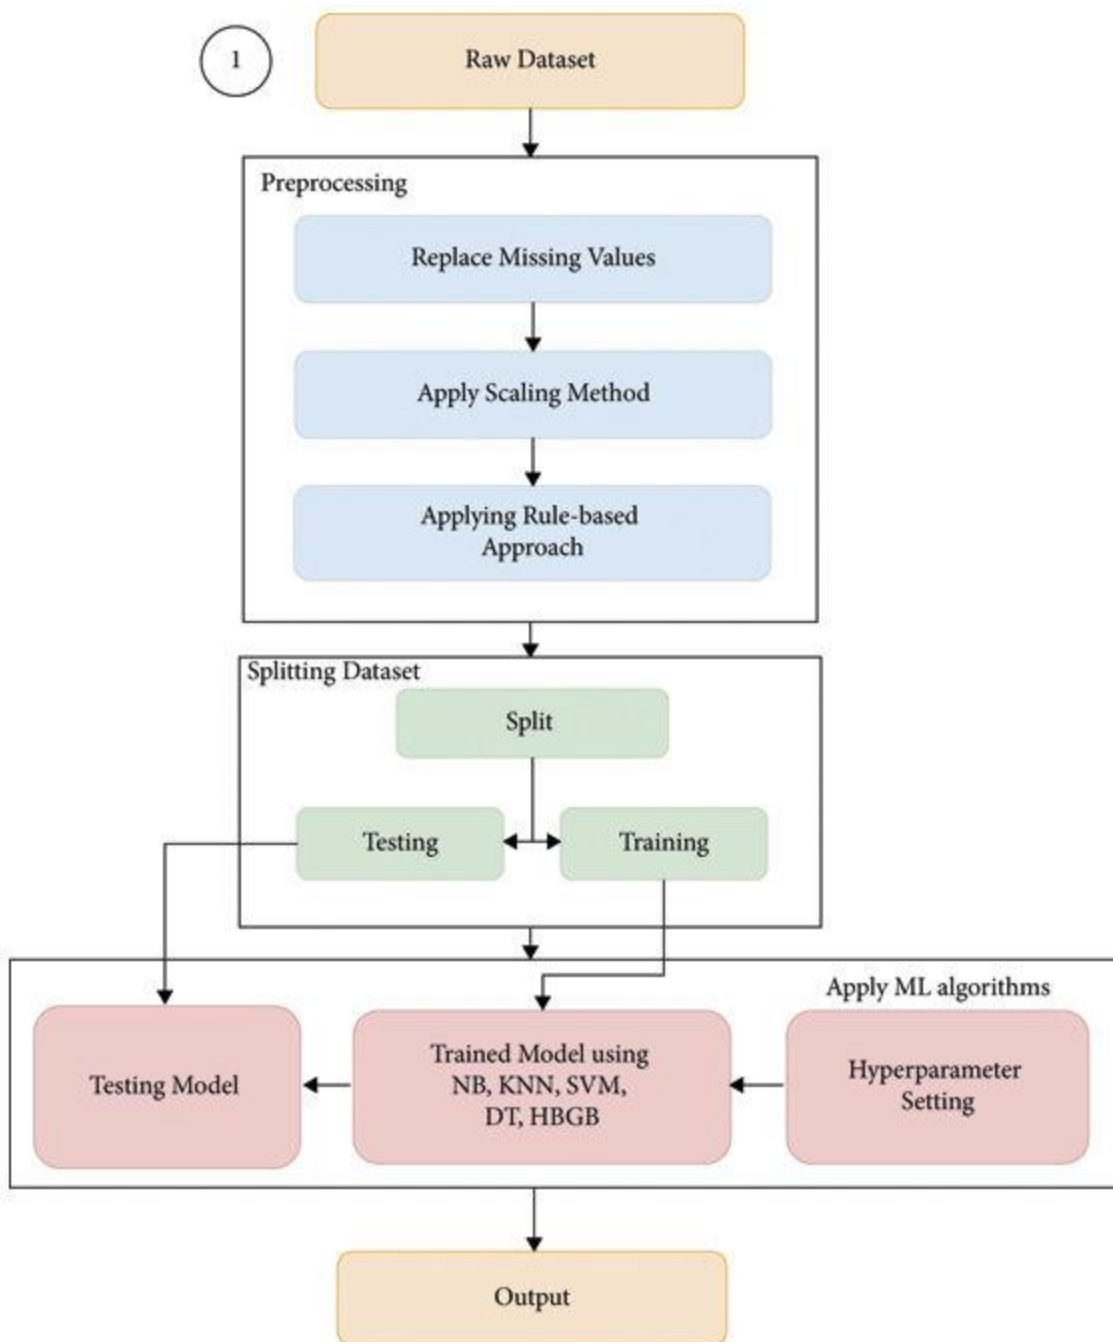 1
Raw Dataset
Preprocessing
Replace Missing Values
Apply Scaling Method
Applying Rule-based
Approach
Splitting Dataset
Split
Testing
Training
Apply ML algorithms
Testing Model
Trained Model using
NB, KNN, SVM,
DT, HBGB
Hyperparameter
Setting
Output